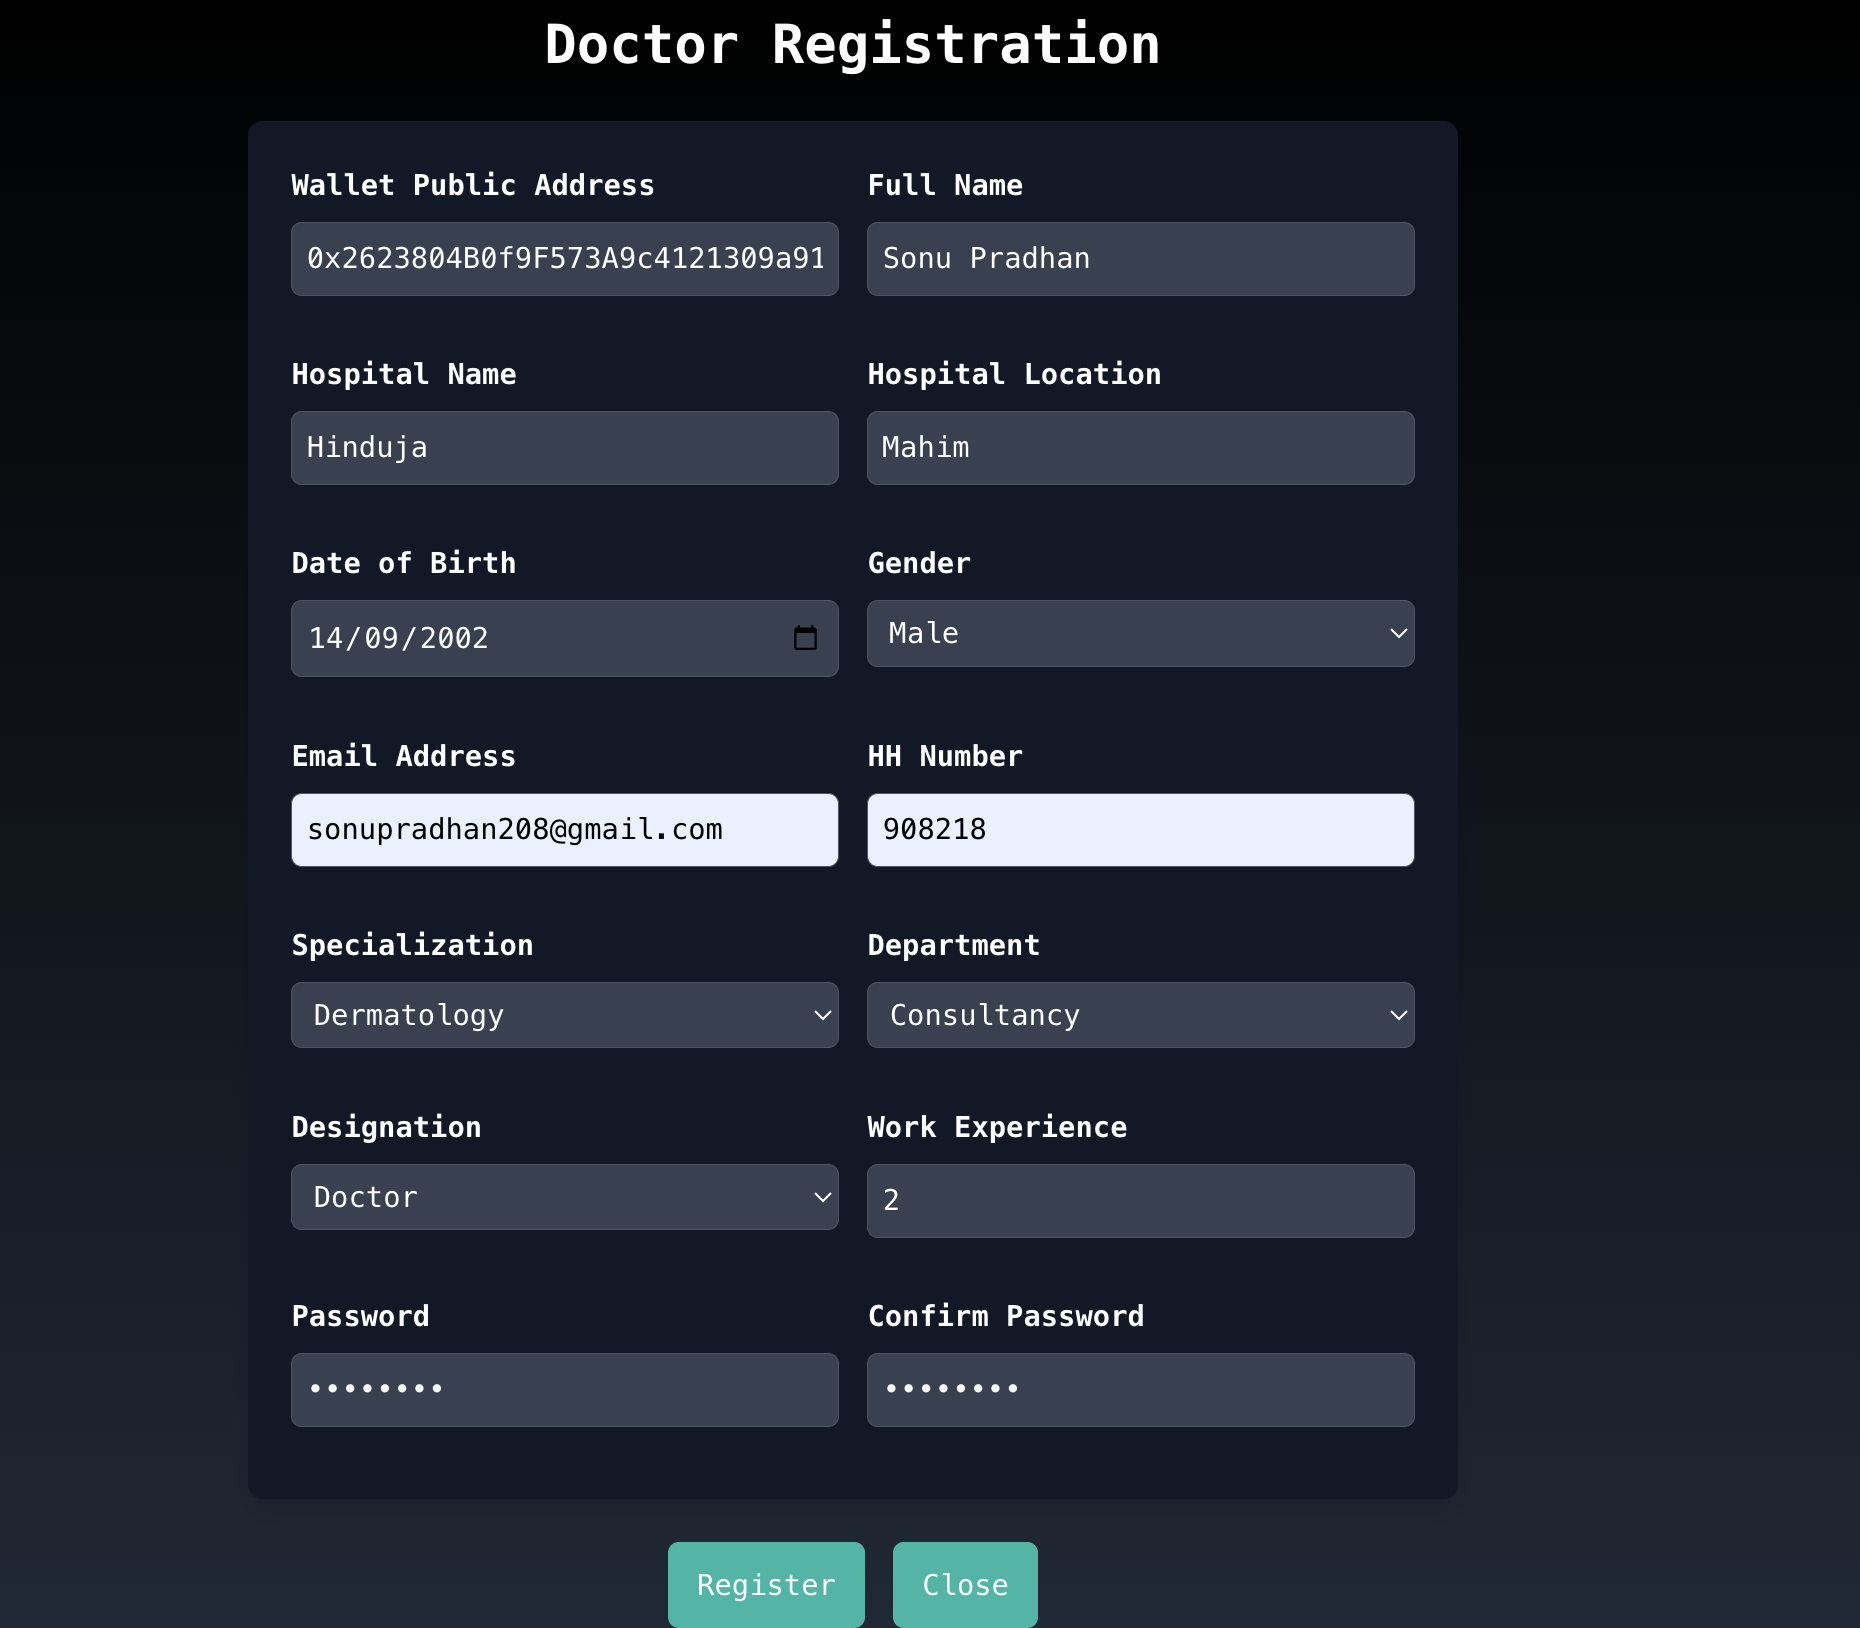 Doctor Registration
Wallet Public Address
0x2623804B0f9F573A9c4121309a91
Full Name
Sonu Pradhan
Hospital Name
Hinduja
Hospital Location
Mahim
Date of Birth
14/09/2002
Gender
Male
Email Address
sonupradhan208@gmail.com
HH Number
908218
Specialization
Dermatology
Department
Consultancy
Designation
Doctor
Work Experience
2
Password
••••••••
Confirm Password
••••••••
Register
Close